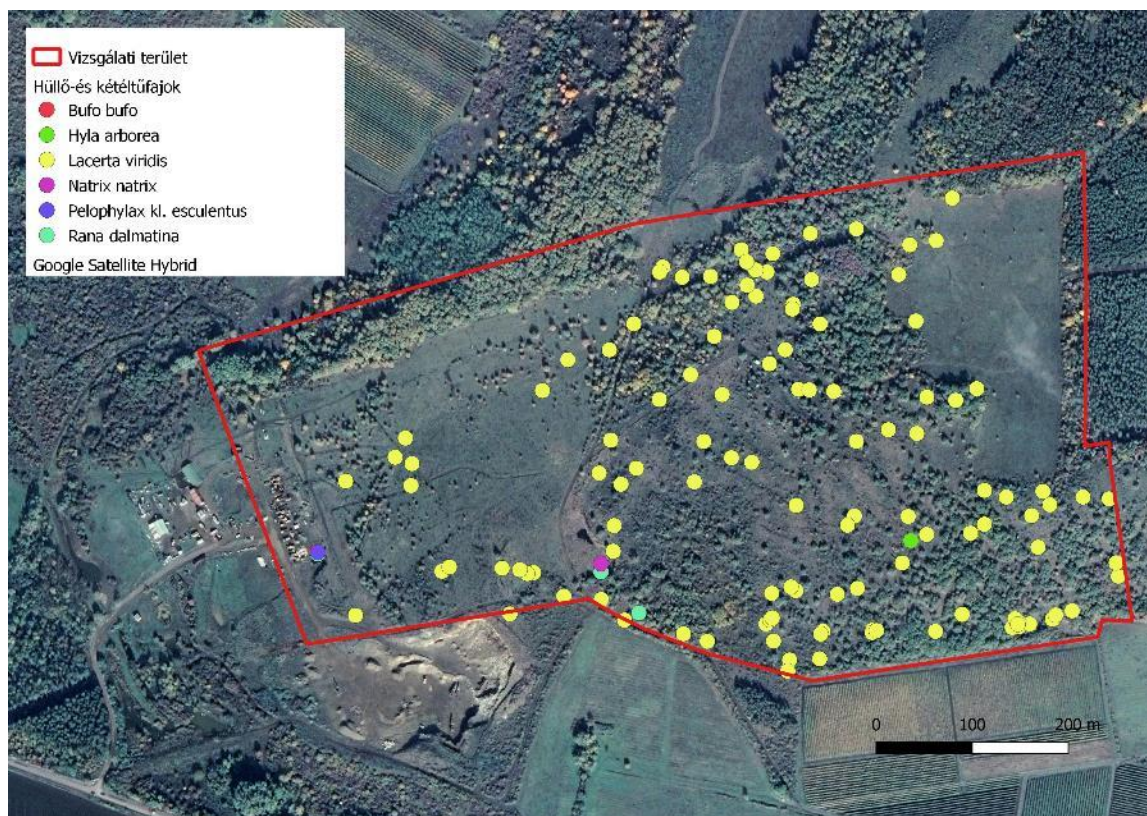 Vizsgálati terület
Hüllő-és kétéltűfajok
Bufo bufo
Hyla arborea
Lacerta viridis
Natrix natrix
Pelophylax kl. esculentus
Rana dalmatina
Google Satellite Hybrid
0 100 200 m